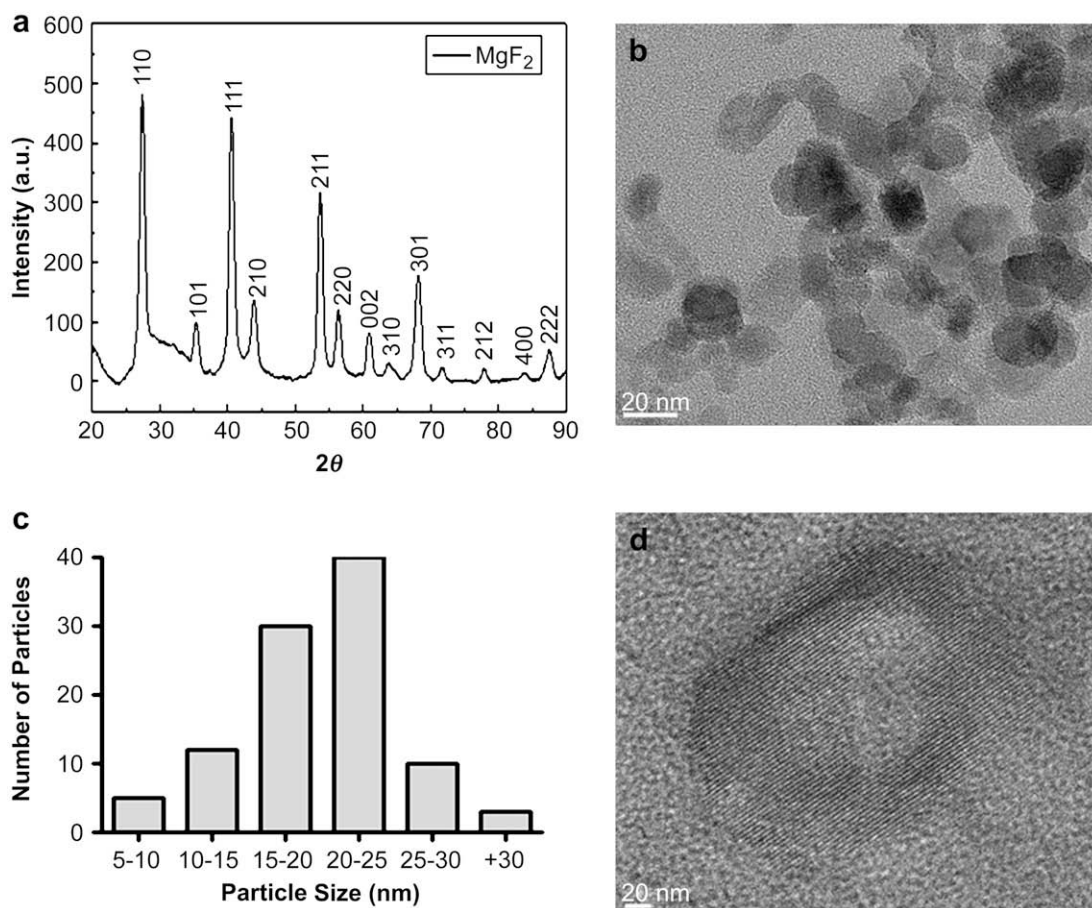 a
600
500
400
300
200
100
0
Intensity (a.u.)
MgF₂
110
101
111
210
211
220
002
310
301
311
212
400
222
20 30 40 50 60 70 80 90
2θ
b
20 nm
c
Number of Particles
40
30
20
10
0
5-10 10-15 15-20 20-25 25-30 +30
Particle Size (nm)
d
20 nm